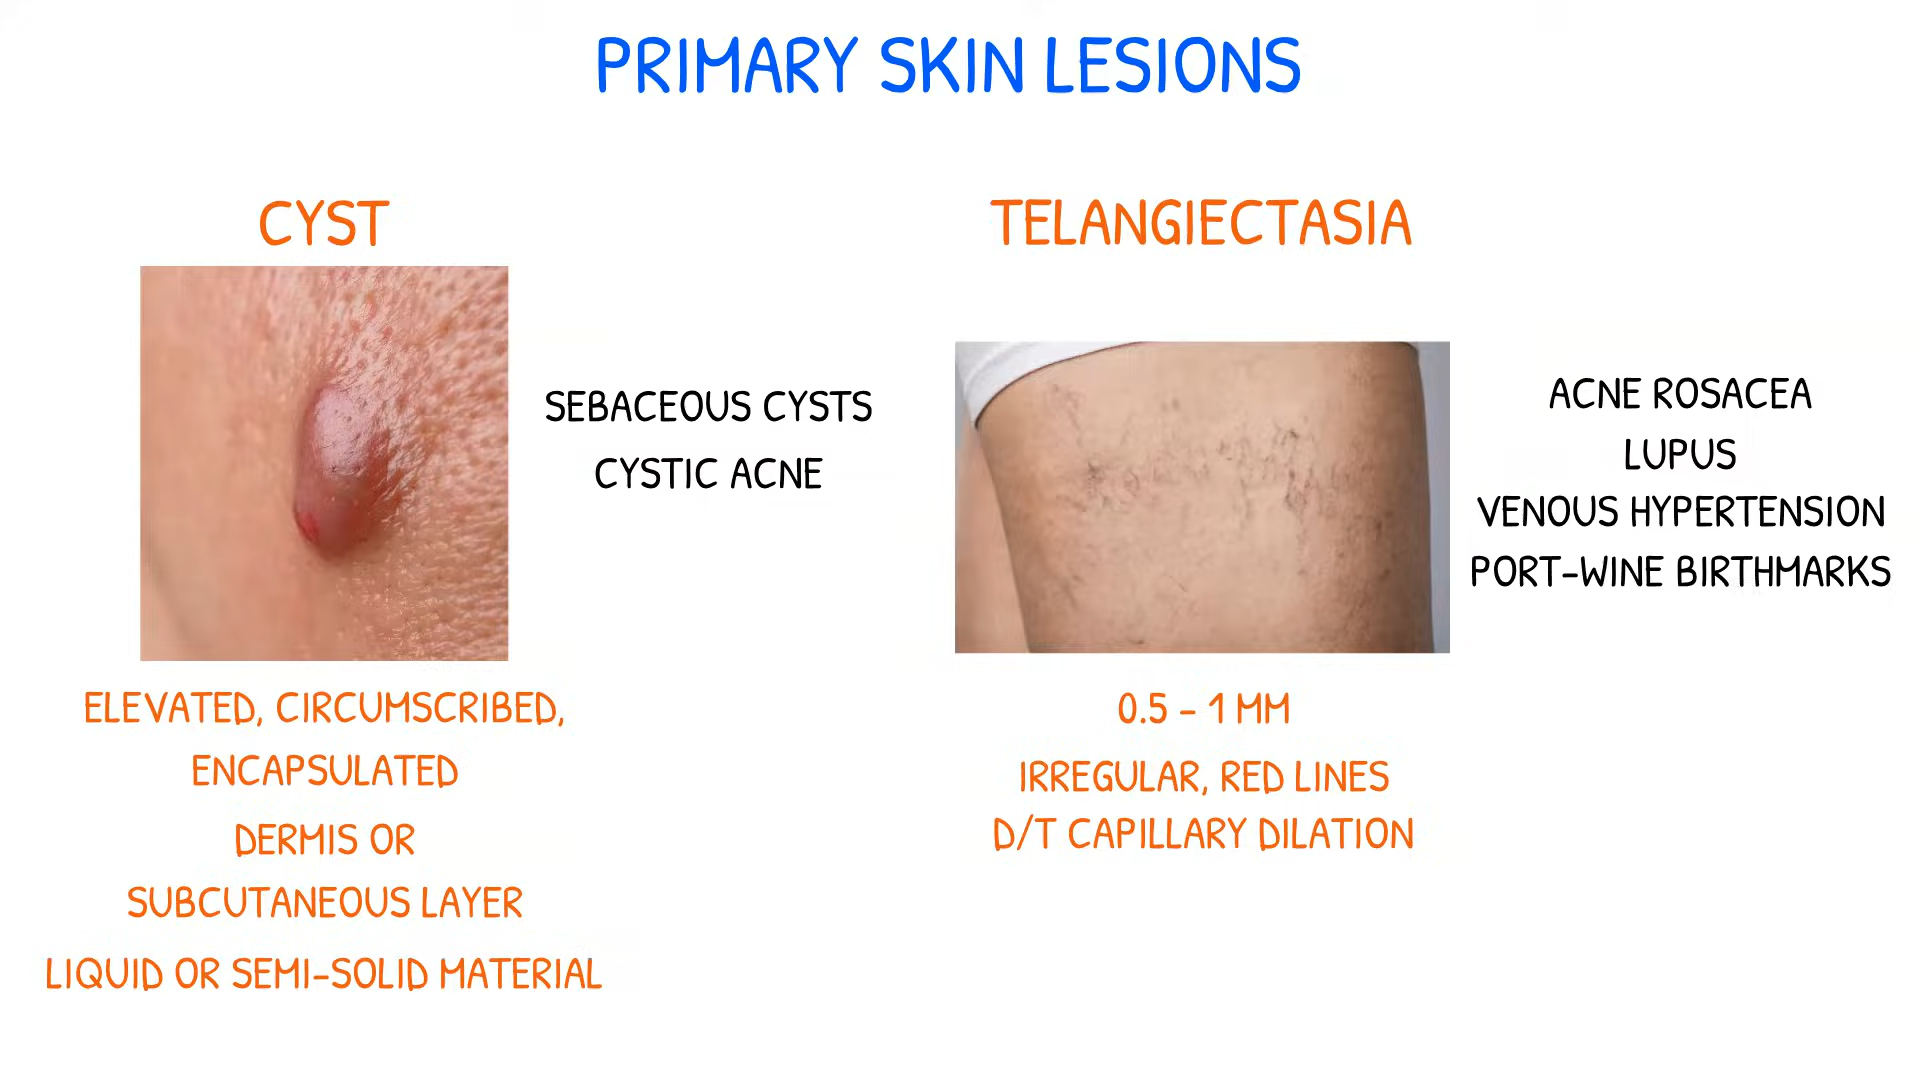 PRIMARY SKIN LESIONS
CYST
SEBACEOUS CYSTS
CYSTIC ACNE
ELEVATED, CIRCUMSCRIBED,
ENCAPSULATED
DERMIS OR
SUBCUTANEOUS LAYER
LIQUID OR SEMI-SOLID MATERIAL
TELANGIECTASIA
ACNE ROSACEA
LUPUS
VENOUS HYPERTENSION
PORT-WINE BIRTHMARKS
0.5 - 1 MM
IRREGULAR, RED LINES
D/T CAPILLARY DILATION